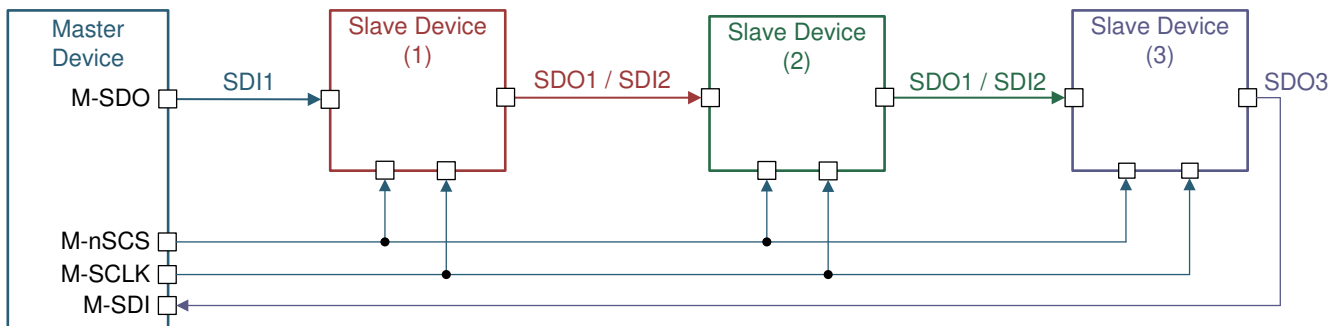 Master
Device
Slave Device
(1)
Slave Device
(2)
Slave Device
(3)
M-SDO
SDI1
SDO1 / SDI2
SDO1 / SDI2
SDO3
M-nSCS
M-SCLK
M-SDI